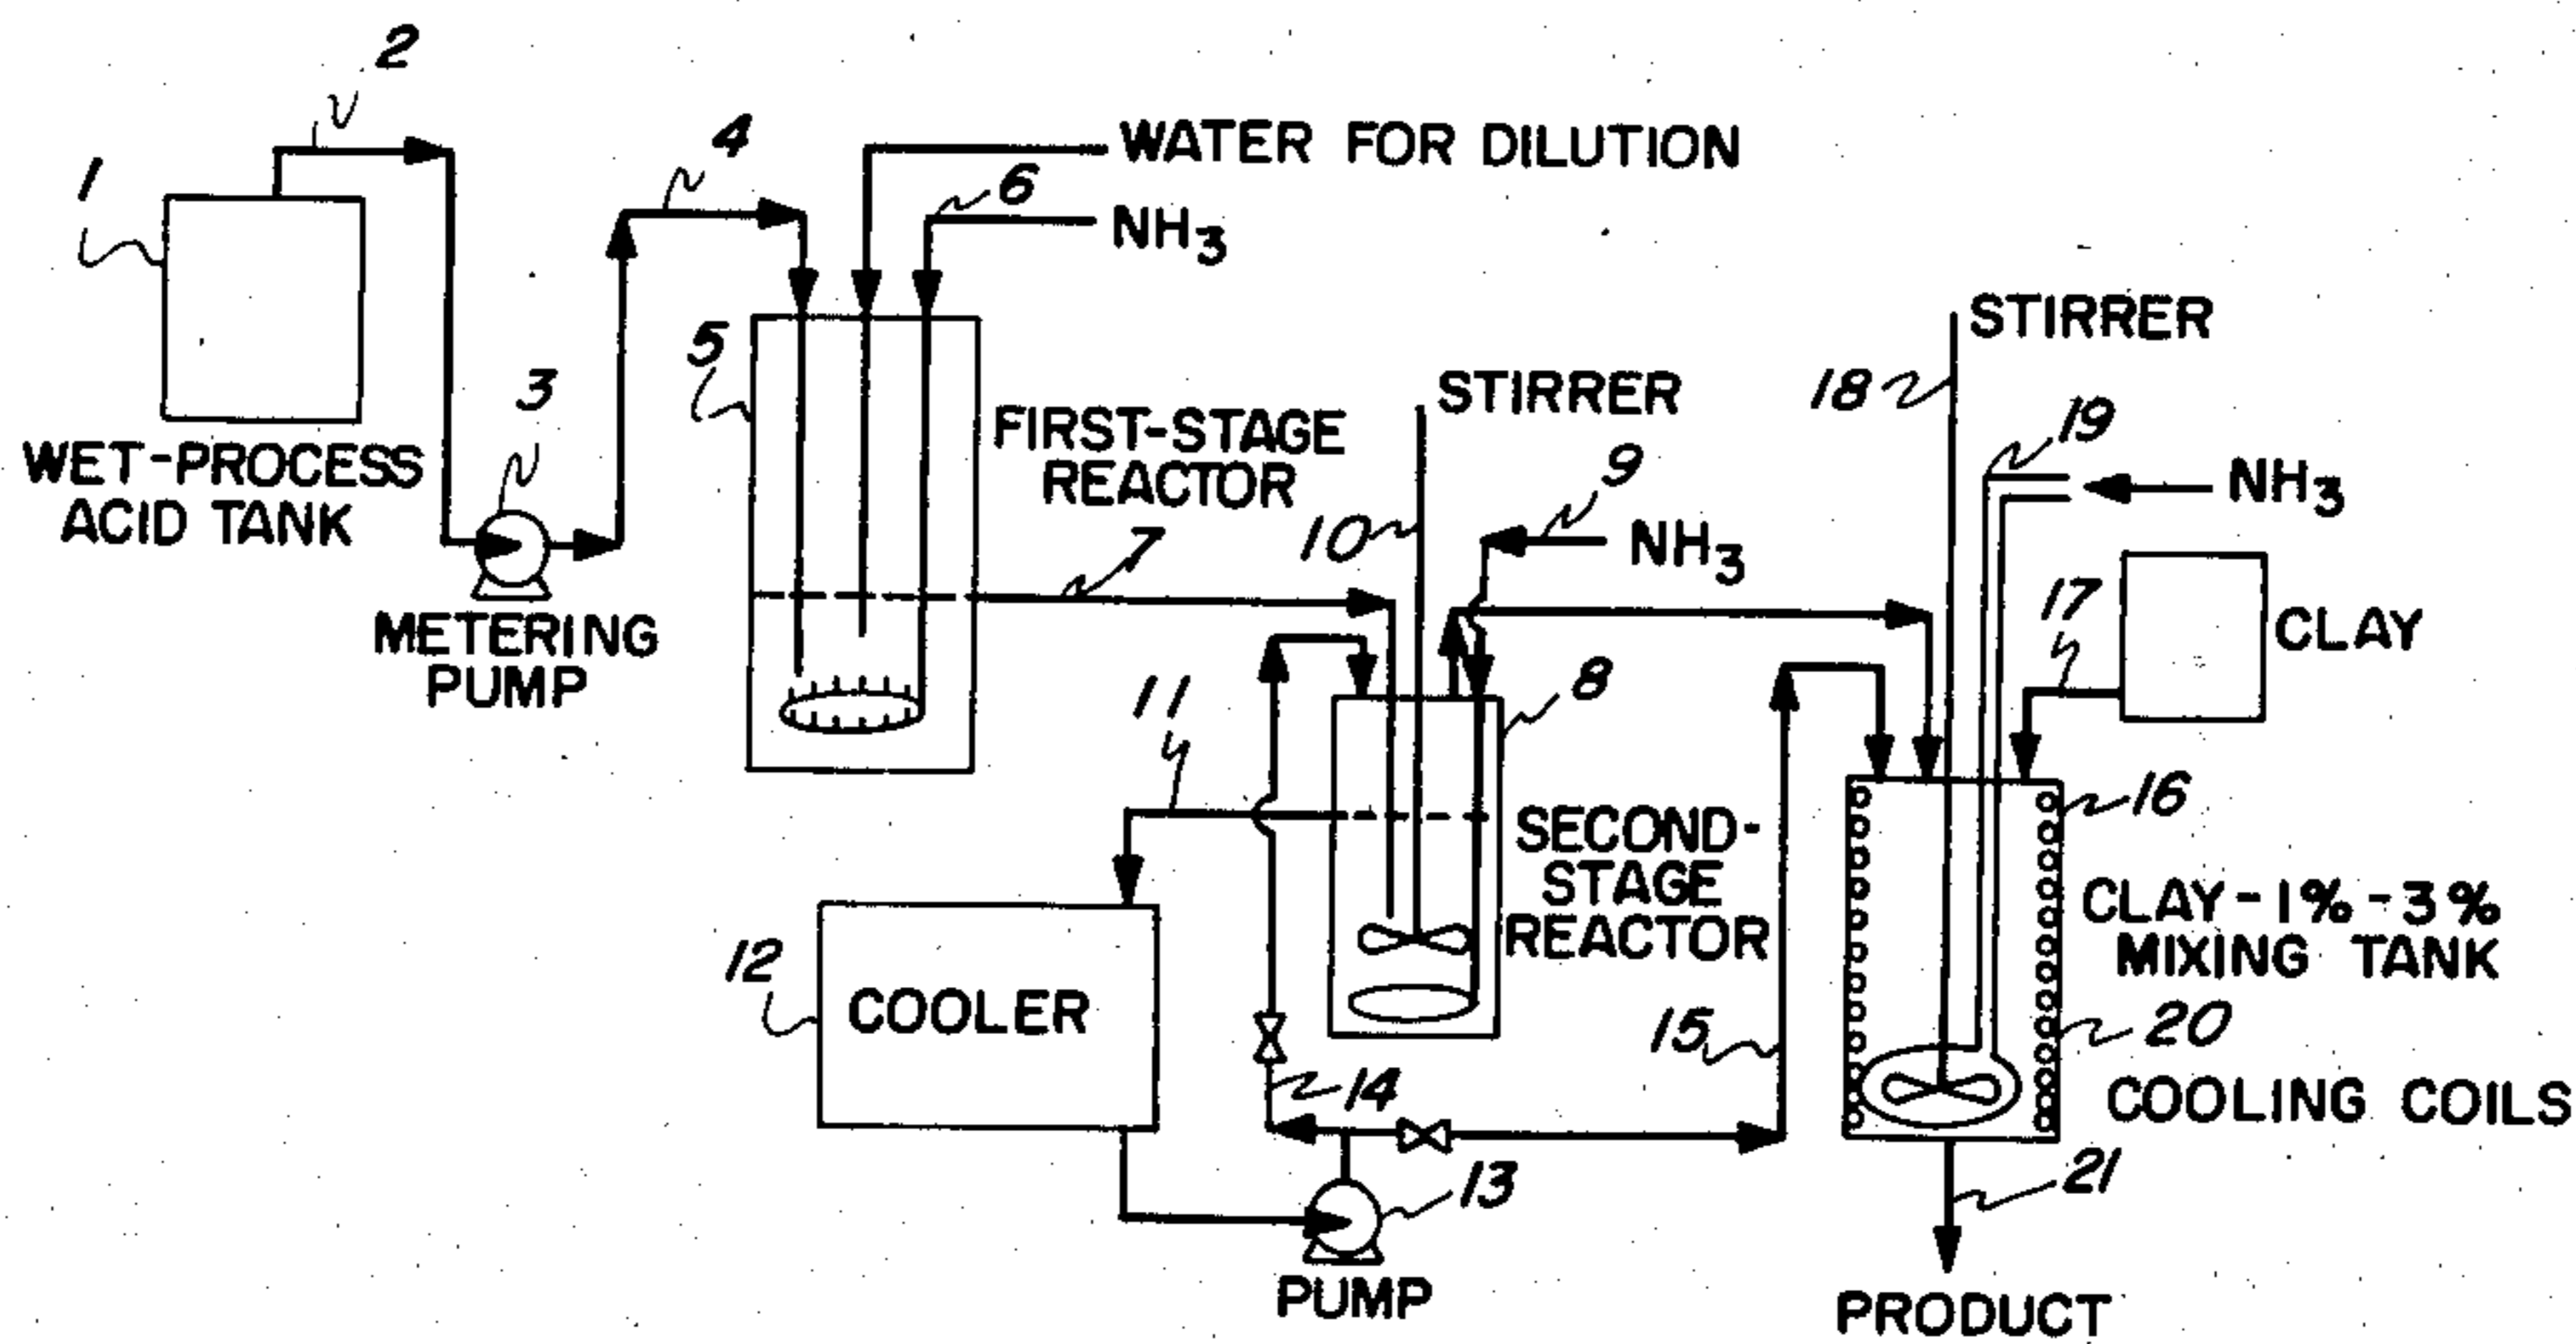 2
1
4
WATER FOR DILUTION
6
NH3
5
3
WET-PROCESS
ACID TANK
METERING
PUMP
FIRST-STAGE
REACTOR
7
STIRRER
10
9
NH3
STIRRER
18
19
NH3
17
CLAY
11
8
SECOND-
STAGE
REACTOR
16
CLAY-1%-3%
MIXING TANK
12
COOLER
14
15
20
COOLING COILS
13
PUMP
21
PRODUCT